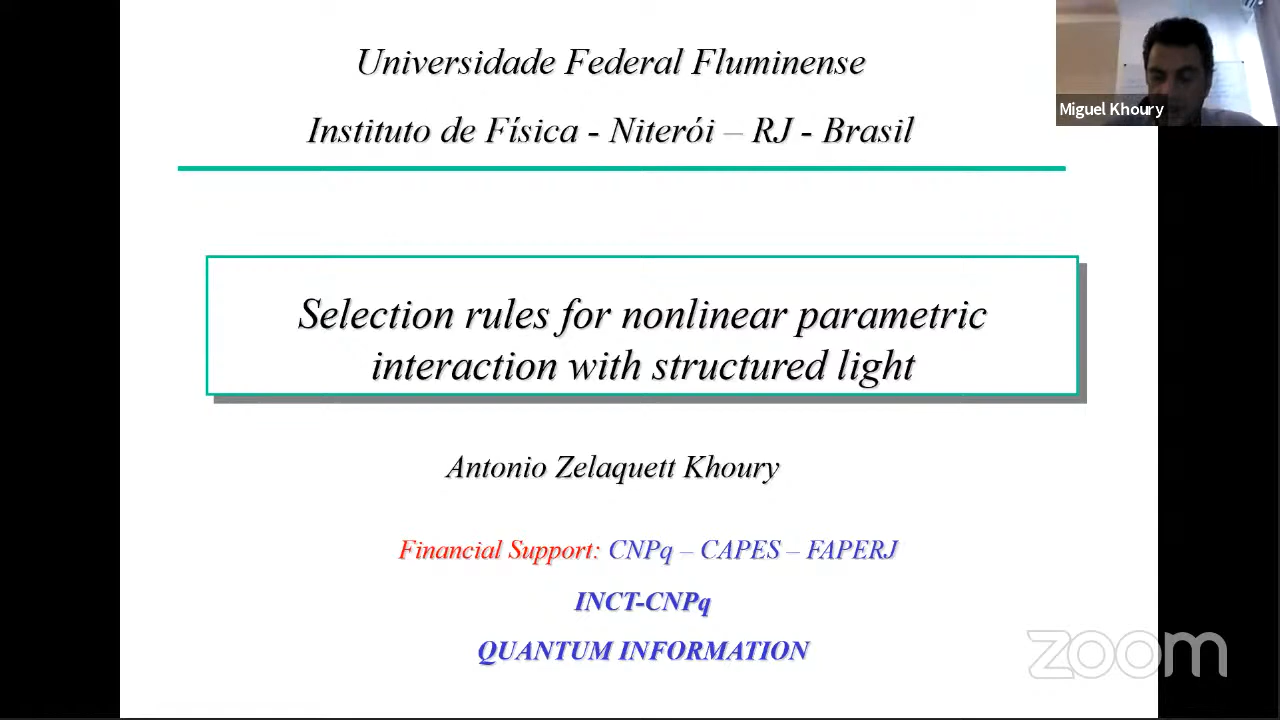 Universidade Federal Fluminense
Instituto de Física - Niterói – RJ - Brasil
Miguel Khoury
Selection rules for nonlinear parametric
interaction with structured light
Antonio Zelaquett Khoury
Financial Support: CNPq – CAPES – FAPERJ
INCT-CNPq
QUANTUM INFORMATION
zoom